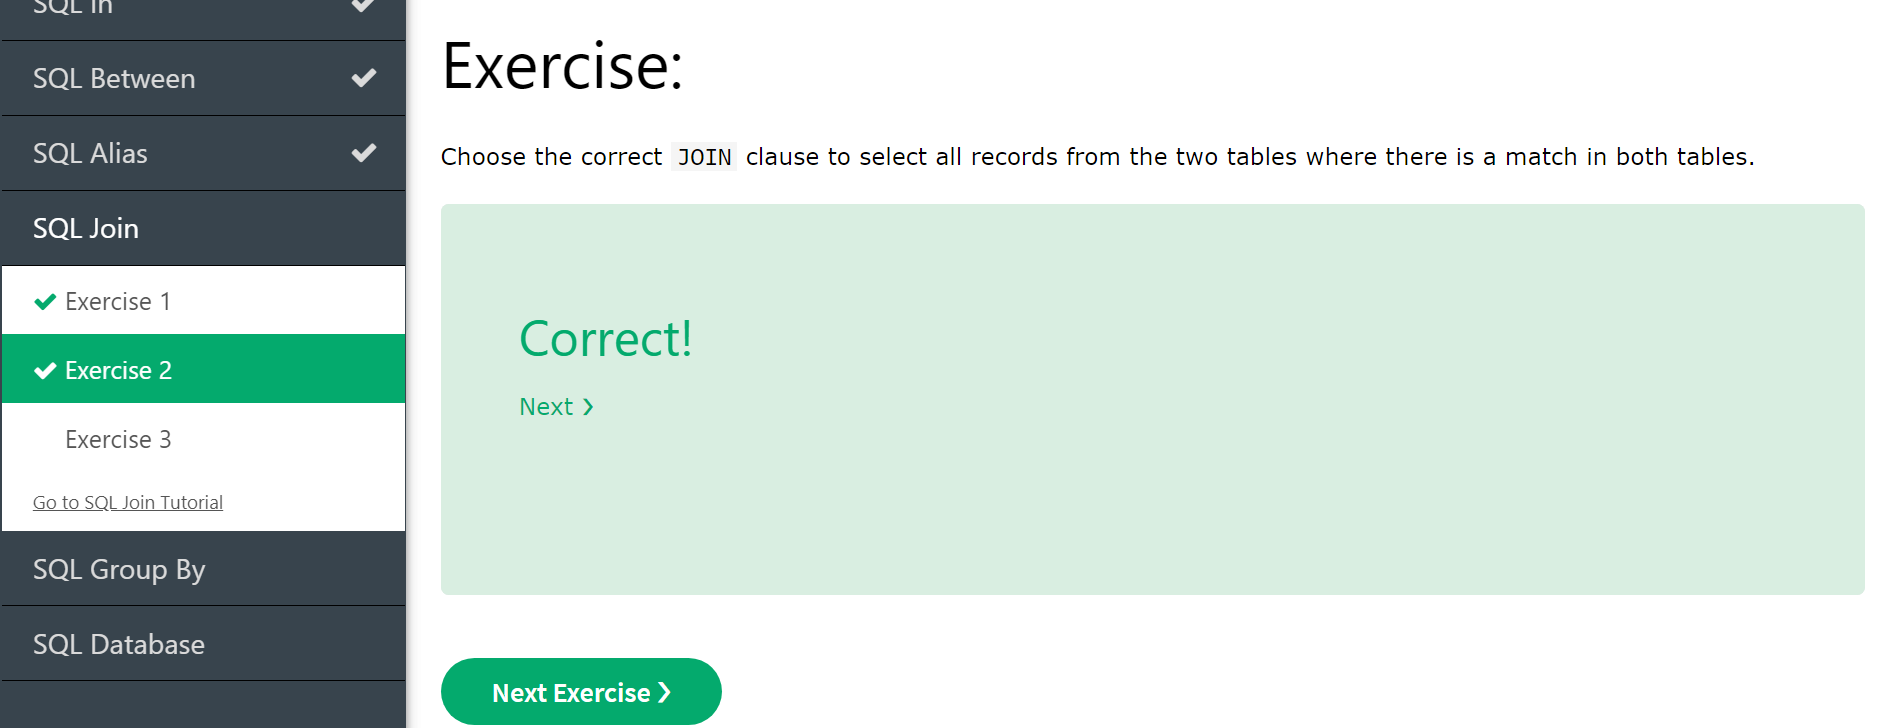 SQL In
SQL Between
SQL Alias
SQL Join
Exercise 1
Exercise 2
Exercise 3
Go to SQL Join Tutorial
SQL Group By
SQL Database
Exercise:
Choose the correct JOIN clause to select all records from the two tables where there is a match in both tables.
Correct!
Next ❯
Next Exercise ❯